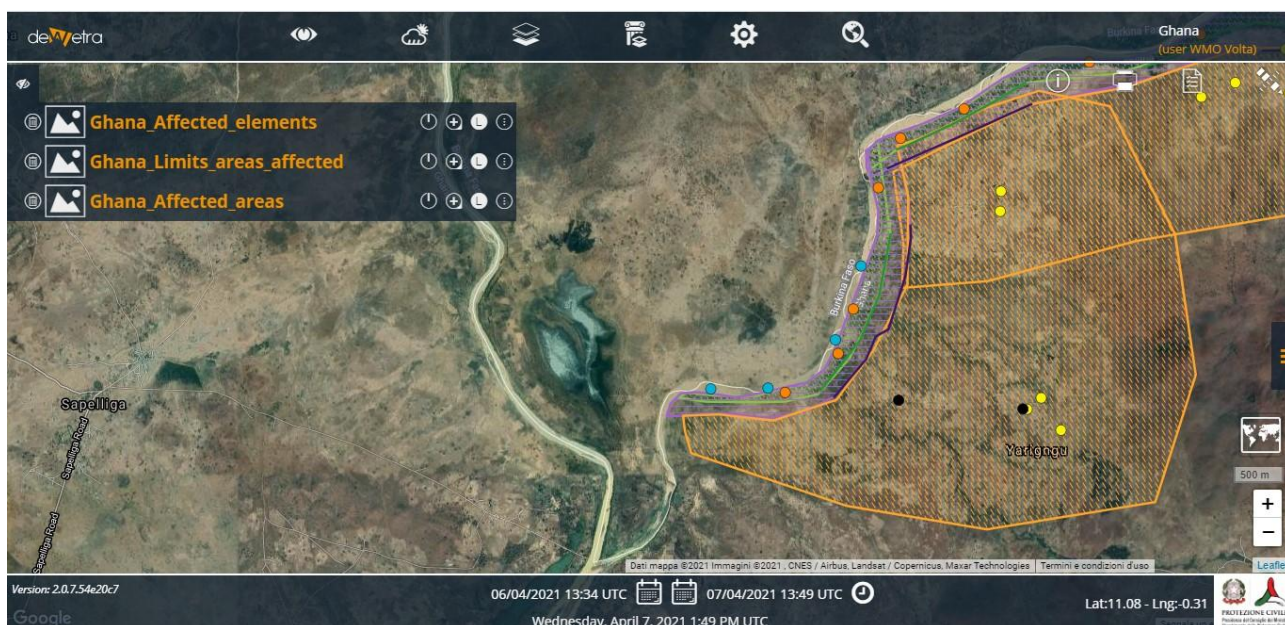 dewetra
Ghana
(user WMO Volta)
Ghana_Affected_elements
L
Ghana_Limits_areas_affected
L
Ghana_Affected_areas
L
Burkina Faso
Sapelliga
Sapelliga Road
Sapelliga Road
Yarigngu
500 m
+
−
Dati mappa ©2021 Immagini ©2021 , CNES / Airbus, Landsat / Copernicus, Maxar Technologies
Termini e condizioni d'uso
Leafle
Version: 2.0.7.54e20c7
06/04/2021 13:34 UTC
07/04/2021 13:49 UTC
Lat:11.08 - Lng:-0.31
Google
Wednesday, April 7, 2021 1:49 PM UTC
PROTEZIONE CIVILE